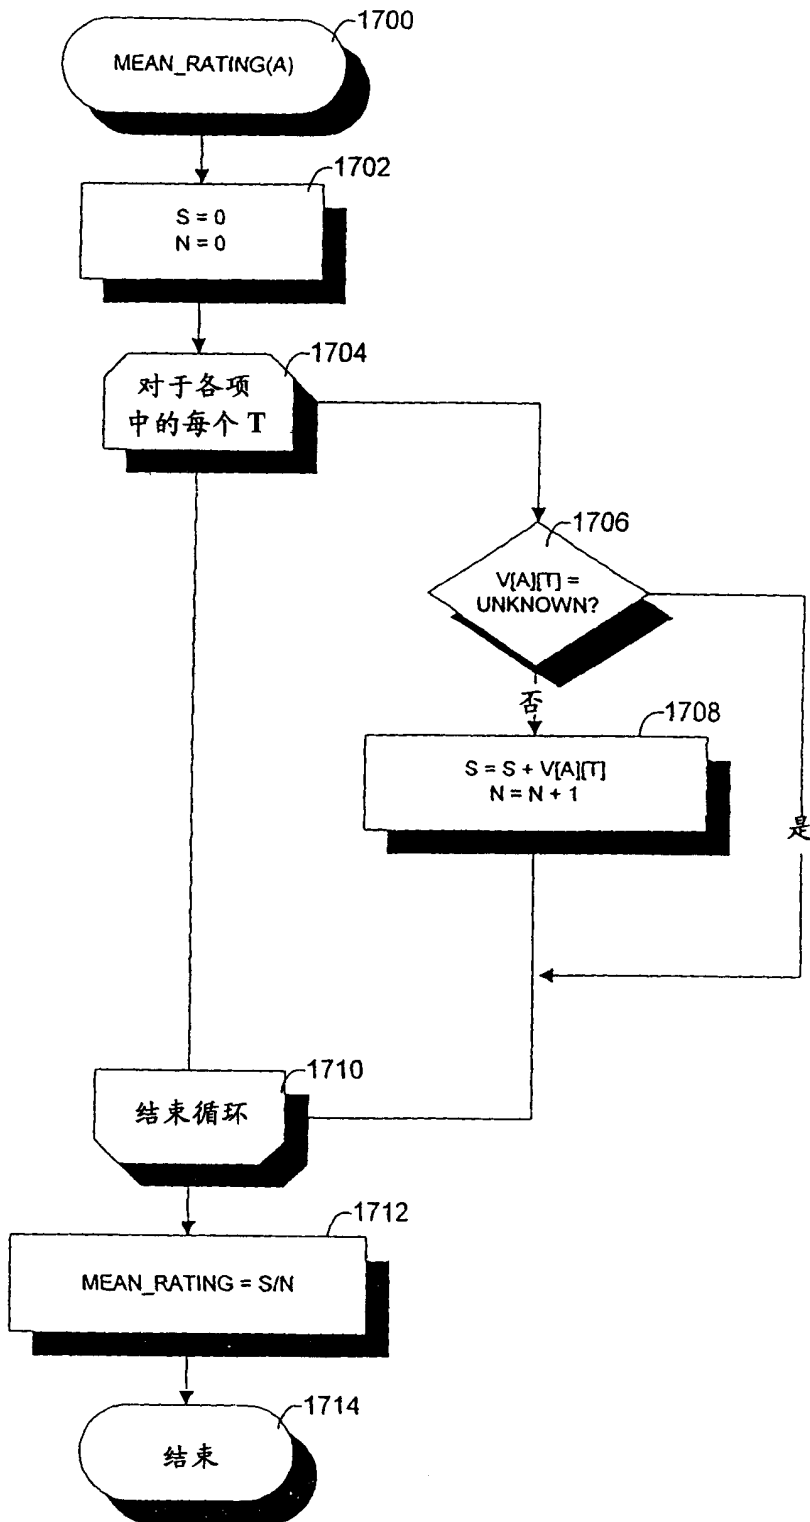 1700
MEAN_RATING(A)
1702
S = 0
N = 0
1704
对于各项
中的每个 T
1706
V[A][T] =
UNKNOWN?
否
1708
S = S + V[A][T]
N = N + 1
是
1710
结束循环
1712
MEAN_RATING = S/N
1714
结束